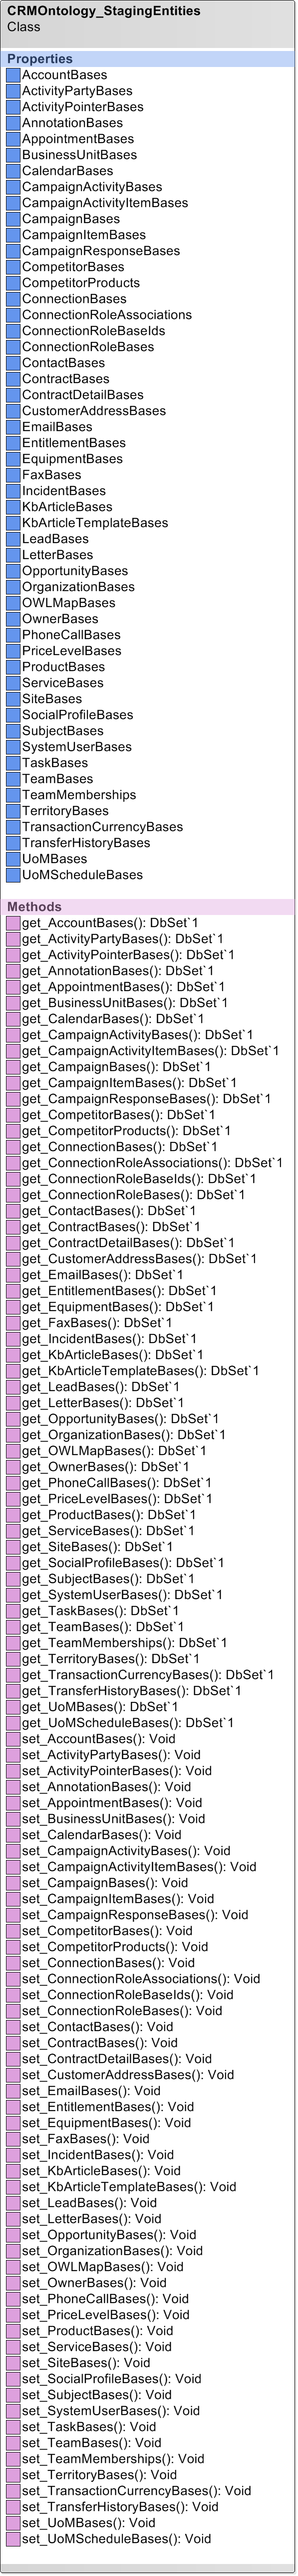 CRMOntology_StagingEntities
Class
Properties
AccountBases
ActivityPartyBases
ActivityPointerBases
AnnotationBases
AppointmentBases
BusinessUnitBases
CalendarBases
CampaignActivityBases
CampaignActivityItemBases
CampaignBases
CampaignItemBases
CampaignResponseBases
CompetitorBases
CompetitorProducts
ConnectionBases
ConnectionRoleAssociations
ConnectionRoleBaseIds
ConnectionRoleBases
ContactBases
ContractBases
ContractDetailBases
CustomerAddressBases
EmailBases
EntitlementBases
EquipmentBases
FaxBases
IncidentBases
KbArticleBases
KbArticleTemplateBases
LeadBases
LetterBases
OpportunityBases
OrganizationBases
OWLMapBases
OwnerBases
PhoneCallBases
PriceLevelBases
ProductBases
ServiceBases
SiteBases
SocialProfileBases
SubjectBases
SystemUserBases
TaskBases
TeamBases
TeamMemberships
TerritoryBases
TransactionCurrencyBases
TransferHistoryBases
UoMBases
UoMScheduleBases
Methods
get_AccountBases(): DbSet`1
get_ActivityPartyBases(): DbSet`1
get_ActivityPointerBases(): DbSet`1
get_AnnotationBases(): DbSet`1
get_AppointmentBases(): DbSet`1
get_BusinessUnitBases(): DbSet`1
get_CalendarBases(): DbSet`1
get_CampaignActivityBases(): DbSet`1
get_CampaignActivityItemBases(): DbSet`1
get_CampaignBases(): DbSet`1
get_CampaignItemBases(): DbSet`1
get_CampaignResponseBases(): DbSet`1
get_CompetitorBases(): DbSet`1
get_CompetitorProducts(): DbSet`1
get_ConnectionBases(): DbSet`1
get_ConnectionRoleAssociations(): DbSet`1
get_ConnectionRoleBaseIds(): DbSet`1
get_ConnectionRoleBases(): DbSet`1
get_ContactBases(): DbSet`1
get_ContractBases(): DbSet`1
get_ContractDetailBases(): DbSet`1
get_CustomerAddressBases(): DbSet`1
get_EmailBases(): DbSet`1
get_EntitlementBases(): DbSet`1
get_EquipmentBases(): DbSet`1
get_FaxBases(): DbSet`1
get_IncidentBases(): DbSet`1
get_KbArticleBases(): DbSet`1
get_KbArticleTemplateBases(): DbSet`1
get_LeadBases(): DbSet`1
get_LetterBases(): DbSet`1
get_OpportunityBases(): DbSet`1
get_OrganizationBases(): DbSet`1
get_OWLMapBases(): DbSet`1
get_OwnerBases(): DbSet`1
get_PhoneCallBases(): DbSet`1
get_PriceLevelBases(): DbSet`1
get_ProductBases(): DbSet`1
get_ServiceBases(): DbSet`1
get_SiteBases(): DbSet`1
get_SocialProfileBases(): DbSet`1
get_SubjectBases(): DbSet`1
get_SystemUserBases(): DbSet`1
get_TaskBases(): DbSet`1
get_TeamBases(): DbSet`1
get_TeamMemberships(): DbSet`1
get_TerritoryBases(): DbSet`1
get_TransactionCurrencyBases(): DbSet`1
get_TransferHistoryBases(): DbSet`1
get_UoMBases(): DbSet`1
get_UoMScheduleBases(): DbSet`1
set_AccountBases(): Void
set_ActivityPartyBases(): Void
set_ActivityPointerBases(): Void
set_AnnotationBases(): Void
set_AppointmentBases(): Void
set_BusinessUnitBases(): Void
set_CalendarBases(): Void
set_CampaignActivityBases(): Void
set_CampaignActivityItemBases(): Void
set_CampaignBases(): Void
set_CampaignItemBases(): Void
set_CampaignResponseBases(): Void
set_CompetitorBases(): Void
set_CompetitorProducts(): Void
set_ConnectionBases(): Void
set_ConnectionRoleAssociations(): Void
set_ConnectionRoleBaseIds(): Void
set_ConnectionRoleBases(): Void
set_ContactBases(): Void
set_ContractBases(): Void
set_ContractDetailBases(): Void
set_CustomerAddressBases(): Void
set_EmailBases(): Void
set_EntitlementBases(): Void
set_EquipmentBases(): Void
set_FaxBases(): Void
set_IncidentBases(): Void
set_KbArticleBases(): Void
set_KbArticleTemplateBases(): Void
set_LeadBases(): Void
set_LetterBases(): Void
set_OpportunityBases(): Void
set_OrganizationBases(): Void
set_OWLMapBases(): Void
set_OwnerBases(): Void
set_PhoneCallBases(): Void
set_PriceLevelBases(): Void
set_ProductBases(): Void
set_ServiceBases(): Void
set_SiteBases(): Void
set_SocialProfileBases(): Void
set_SubjectBases(): Void
set_SystemUserBases(): Void
set_TaskBases(): Void
set_TeamBases(): Void
set_TeamMemberships(): Void
set_TerritoryBases(): Void
set_TransactionCurrencyBases(): Void
set_TransferHistoryBases(): Void
set_UoMBases(): Void
set_UoMScheduleBases(): Void